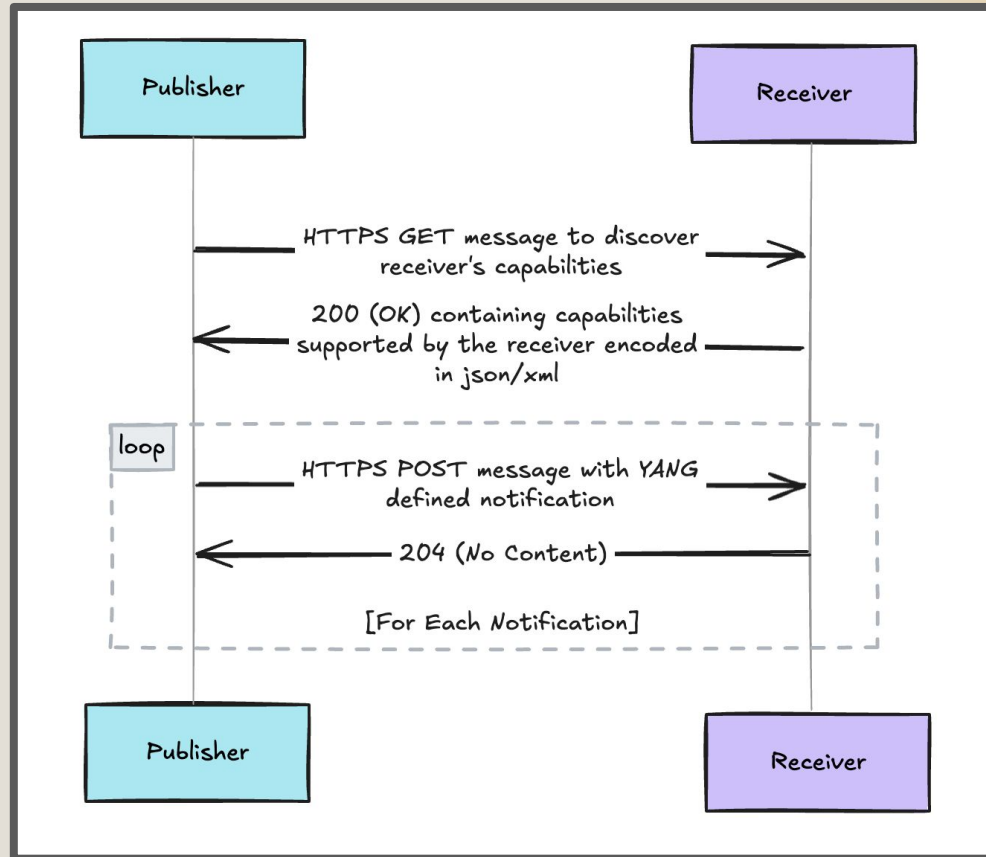 Publisher
Receiver
HTTPS GET message to discover
receiver's capabilities
200 (OK) containing capabilities
supported by the receiver encoded
in json/xml
loop
HTTPS POST message with YANG
defined notification
204 (No Content)
[For Each Notification]
Publisher
Receiver